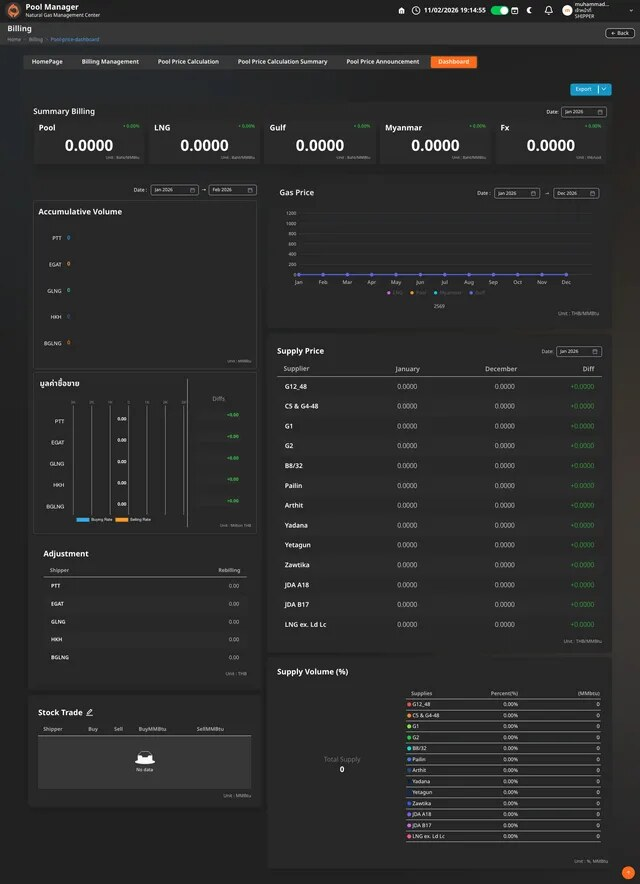 Pool Manager
Natural Gas Management Center
11/02/2026 19:14:55
muhammad...
SHIPPER
Billing
Home › Billing › Pool-price-dashboard
← Back
HomePage Billing Management Pool Price Calculation Pool Price Calculation Summary Pool Price Announcement Dashboard
Export
Summary Billing
Date: Jan 2026
Pool + 0.00% LNG + 0.00% Gulf + 0.00% Myanmar + 0.00% Fx + 0.00%
0.0000 0.0000 0.0000 0.0000 0.0000
Unit : Baht/MMBtu Unit : Baht/MMBtu Unit : Baht/MMBtu Unit : Baht/MMBtu
Date : Jan 2026 → Feb 2026
Accumulative Volume
PTT 0
EGAT 0
GLNG 0
HKH 0
BGLNG 0
Unit : MMBtu
มูลค่าซื้อขาย
Diffs
PTT 0.00 +0.00
EGAT 0.00 +0.00
GLNG 0.00 +0.00
HKH 0.00 +0.00
BGLNG 0.00 +0.00
Buying Rate Selling Rate
Unit : Million THB
Adjustment
Shipper Rebilling
PTT 0.00
EGAT 0.00
GLNG 0.00
HKH 0.00
BGLNG 0.00
Unit : THB
Stock Trade
Shipper Buy Sell BuyMMBtu SellMMBtu
No data
Unit : MMBtu
Gas Price
Date : Jan 2026 → Dec 2026
1200
1000
800
600
400
200
0
Jan Feb Mar Apr May Jun Jul Aug Sep Oct Nov Dec
LNG Pool Myanmar Gulf
2569
Unit : THB/MMBtu
Supply Price
Date: Jan 2026
Supplier January December Diff
G12_48 0.0000 0.0000 +0.0000
C5 & G4-48 0.0000 0.0000 +0.0000
G1 0.0000 0.0000 +0.0000
G2 0.0000 0.0000 +0.0000
B8/32 0.0000 0.0000 +0.0000
Pailin 0.0000 0.0000 +0.0000
Arthit 0.0000 0.0000 +0.0000
Yadana 0.0000 0.0000 +0.0000
Yetagun 0.0000 0.0000 +0.0000
Zawtika 0.0000 0.0000 +0.0000
JDA A18 0.0000 0.0000 +0.0000
JDA B17 0.0000 0.0000 +0.0000
LNG ex. Ld Lc 0.0000 0.0000 +0.0000
Unit : THB/MMBtu
Supply Volume (%)
Total Supply
0
Supplies Percent(%) (MMbtu)
G12_48 0.00% 0
C5 & G4-48 0.00% 0
G1 0.00% 0
G2 0.00% 0
B8/32 0.00% 0
Pailin 0.00% 0
Arthit 0.00% 0
Yadana 0.00% 0
Yetagun 0.00% 0
Zawtika 0.00% 0
JDA A18 0.00% 0
JDA B17 0.00% 0
LNG ex. Ld Lc 0.00% 0
Unit : %, MMBtu